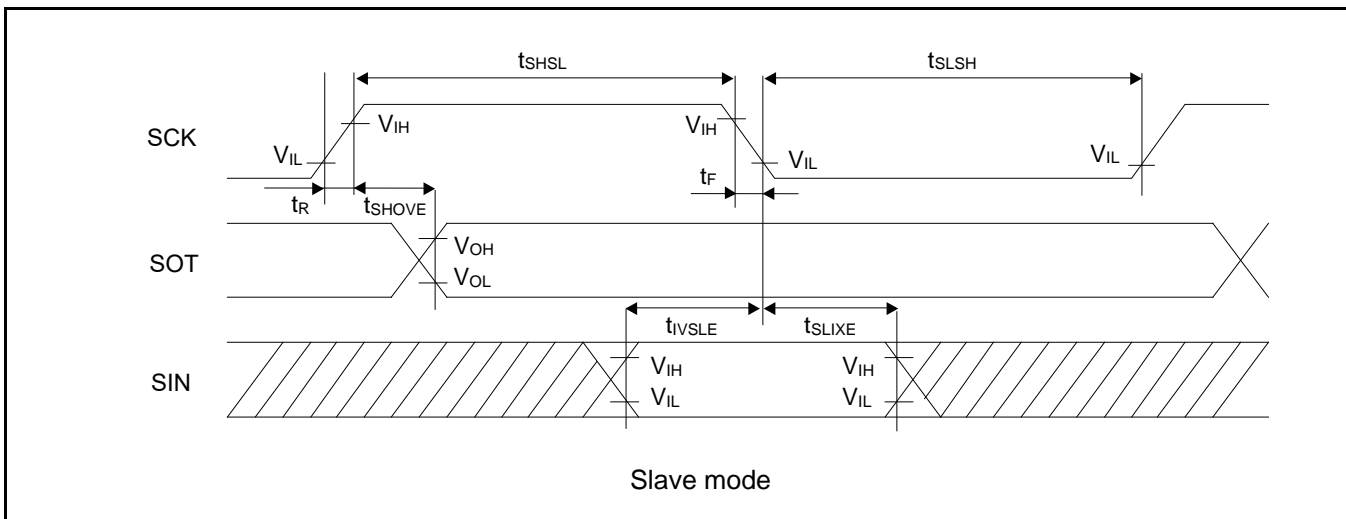 tSHSL
tSLSH
SCK
VIH
VIH
VIL
VIL
VIL
tR
tSHOVE
tF
SOT
VOH
VOL
tIVSLE
tSLIXE
SIN
VIH
VIH
VIL
VIL
Slave mode